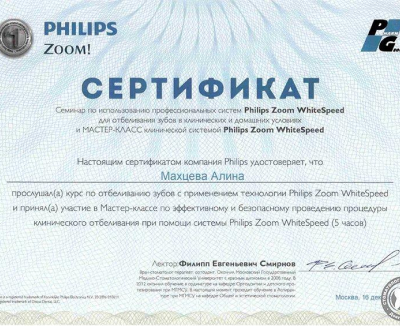 PHILIPS
ZOOM!
P
G
СЕРТИФИКАТ
Семинар по использованию профессиональных систем Philips Zoom WhiteSpeed
для отбеливания зубов в клинических и домашних условиях
и МАСТЕР-КЛАСС клинической системой Philips Zoom WhiteSpeed
Настоящим сертификатом компания Philips удостоверяет, что
Махцева Алина
прослушал(а) курс по отбеливанию зубов с применением технологии Philips Zoom WhiteSpeed
и принял(а) участие в Мастер-классе по эффективному и безопасному проведению процедуры
клинического отбеливания при помощи системы Philips Zoom WhiteSpeed (5 часов)
Лектор: Филипп Евгеньевич Смирнов
Москва, 16 дек